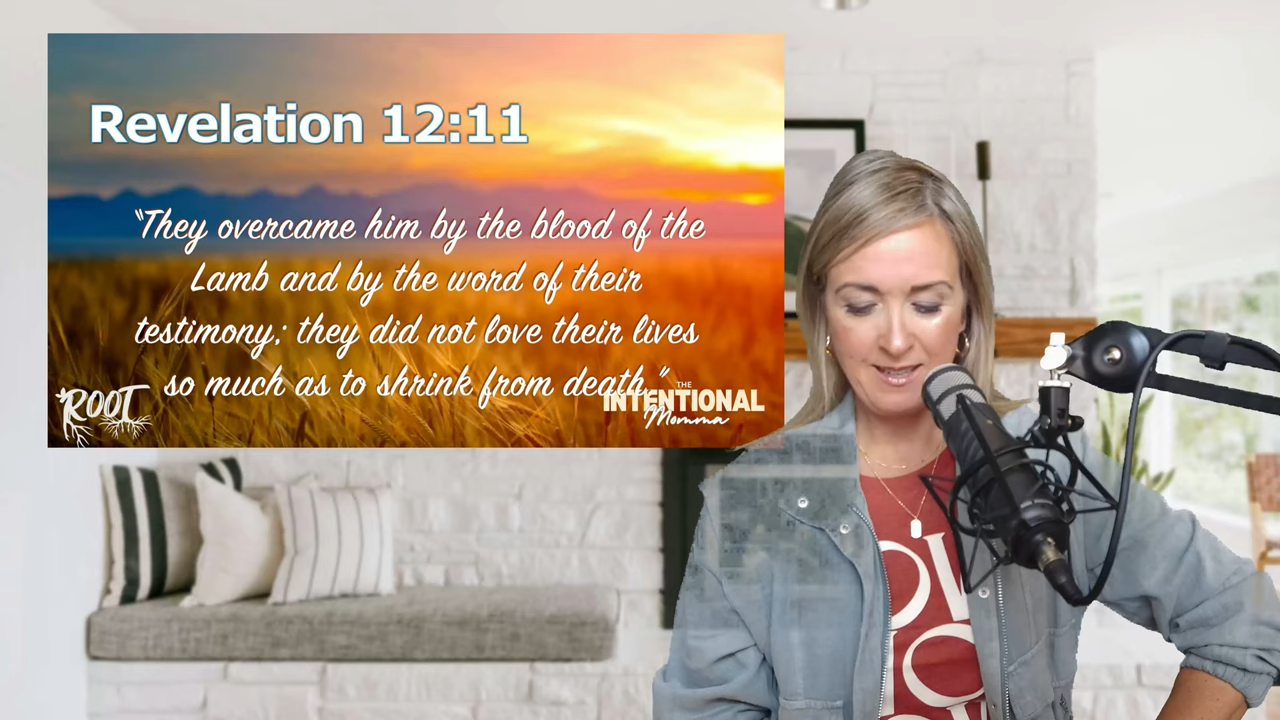 Revelation 12:11
"They overcame him by the blood of the
Lamb and by the word of their
testimony; they did not love their lives
so much as to shrink from death."
ROOT
THE
INTENTIONAL
Momma